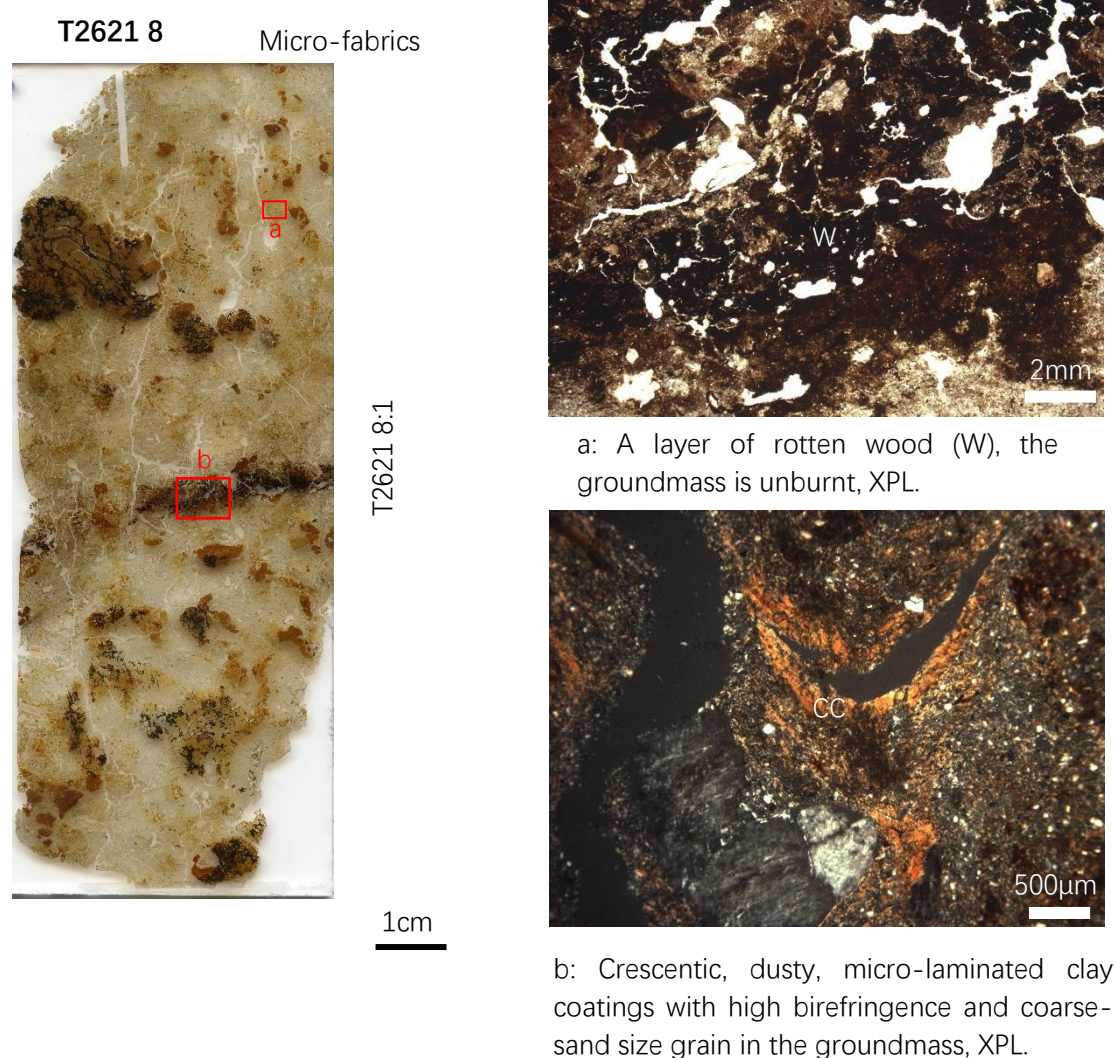 T2621 8
Micro-fabrics
a
b
T2621 8:1
1cm
W
2mm
a: A layer of rotten wood (W), the
groundmass is unburnt, XPL.
CC
500μm
b: Crescentic, dusty, micro-laminated clay
coatings with high birefringence and coarse-
sand size grain in the groundmass, XPL.